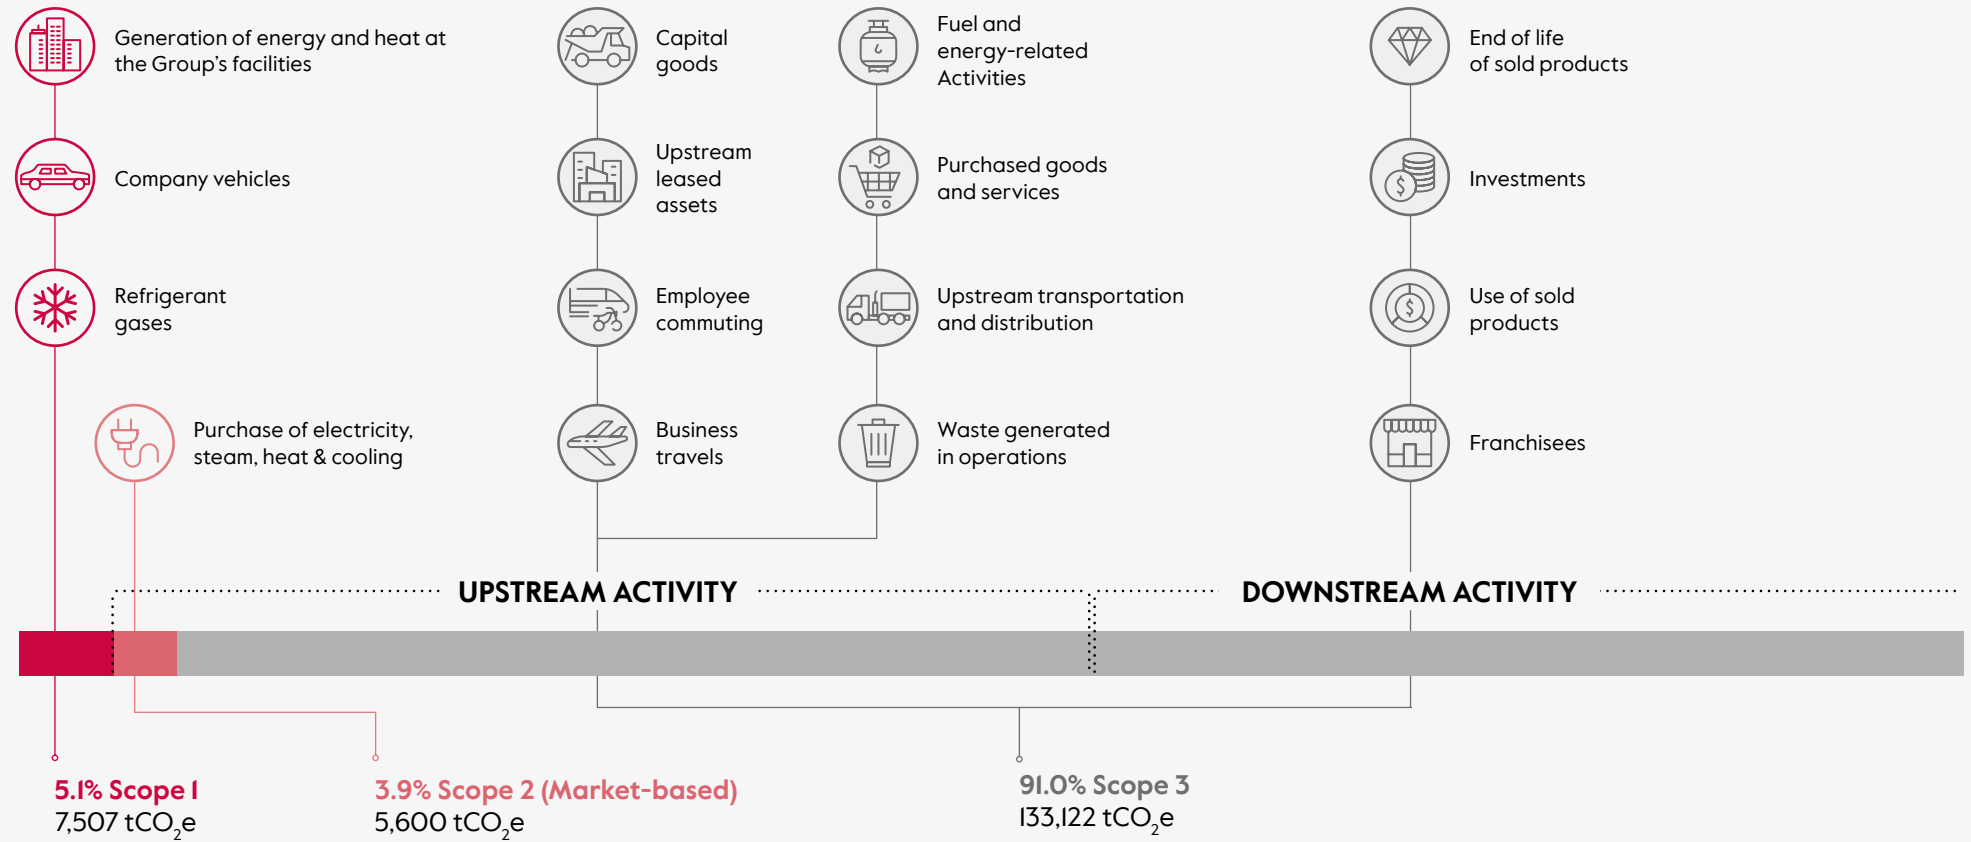 Generation of energy and heat at
the Group's facilities
Company vehicles
Refrigerant
gases
Purchase of electricity,
steam, heat & cooling
Capital
goods
Upstream
leased
assets
Employee
commuting
Business
travels
Fuel and
energy-related
Activities
Purchased goods
and services
Upstream transportation
and distribution
Waste generated
in operations
End of life
of sold products
$
Investments
$
Use of sold
products
Franchisees
UPSTREAM ACTIVITY
DOWNSTREAM ACTIVITY
5.1% Scope 1
7,507 tCO₂e
3.9% Scope 2 (Market-based)
5,600 tCO₂e
91.0% Scope 3
133,122 tCO₂e